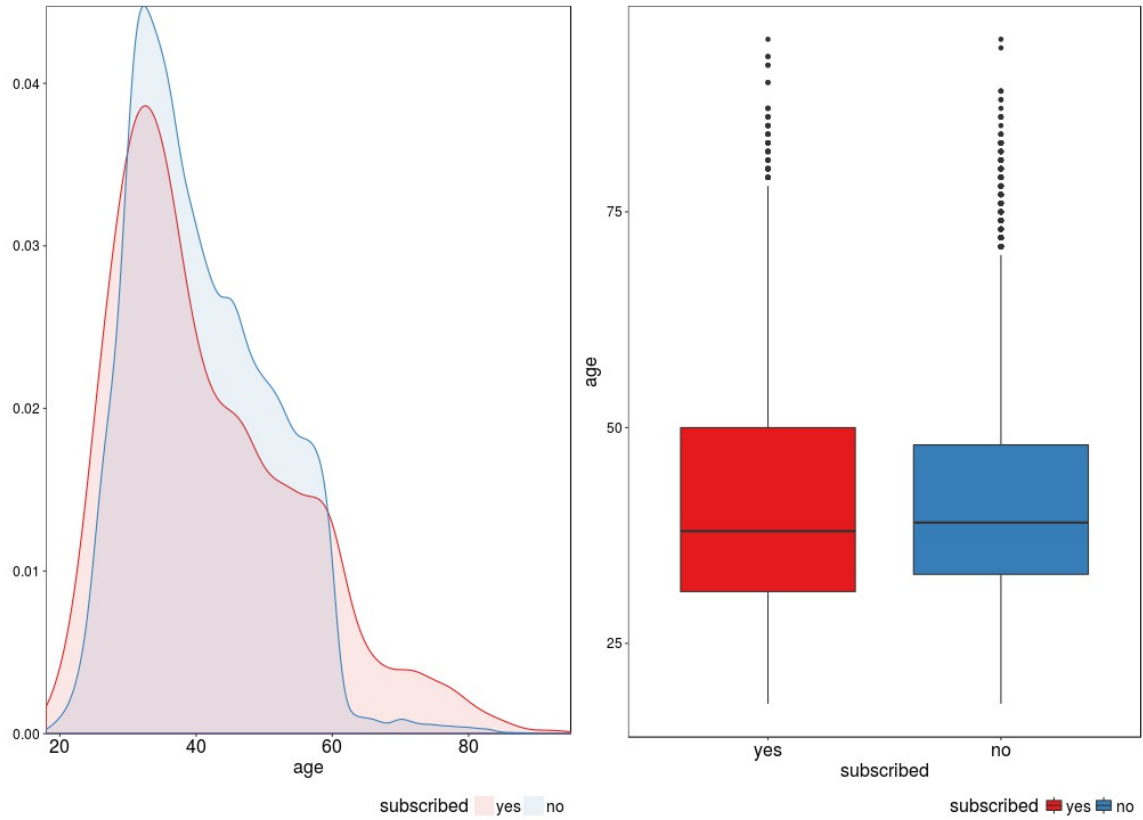 0.04
0.03
0.02
0.01
0.00
20 40 60 80
age
subscribed yes no
age
75
50
25
yes no
subscribed
subscribed yes no